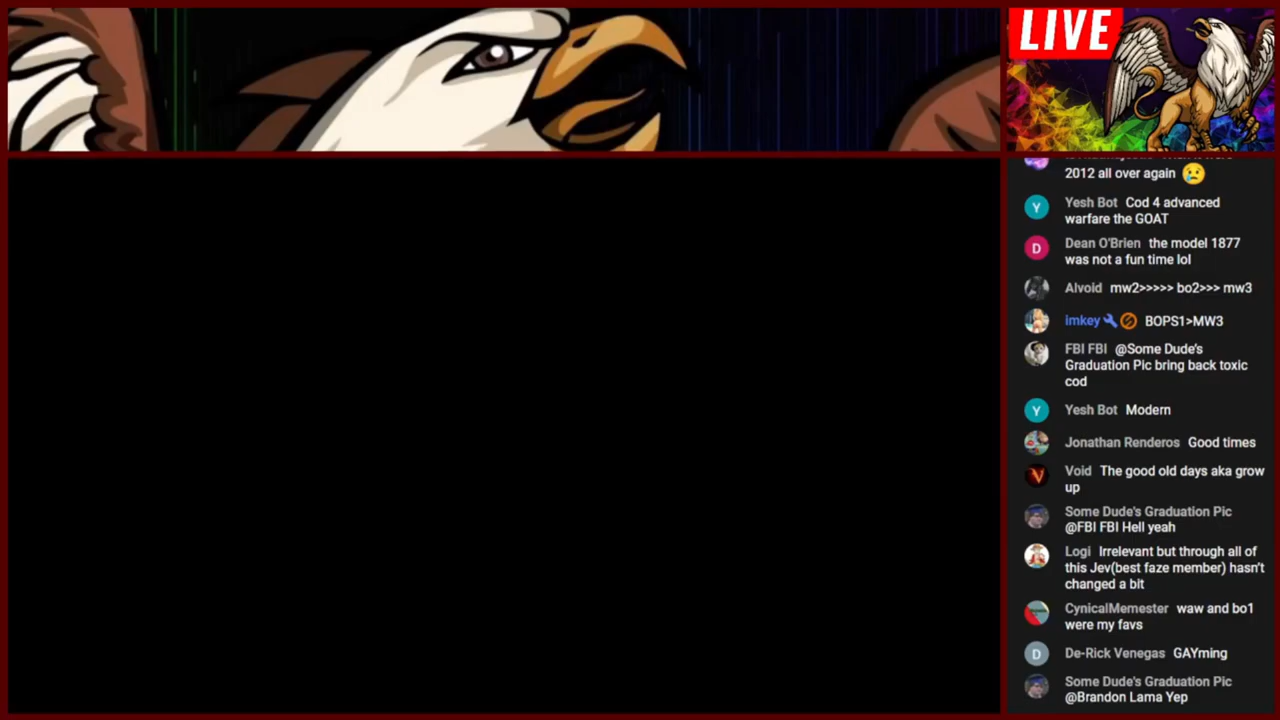 LIVE
2012 all over again
Yesh Bot Cod 4 advanced
warfare the GOAT
Dean O'Brien the model 1877
was not a fun time lol
Alvoid mw2>>>>> bo2>>> mw3
imkey BOPS1>MW3
FBI FBI @Some Dude's
Graduation Pic bring back toxic
cod
Yesh Bot Modern
Jonathan Renderos Good times
Void The good old days aka grow
up
Some Dude's Graduation Pic
@FBI FBI Hell yeah
Logi Irrelevant but through all of
this Jev(best faze member) hasn't
changed a bit
CynicalMemester waw and bo1
were my favs
De-Rick Venegas GAYming
Some Dude's Graduation Pic
@Brandon Lama Yep